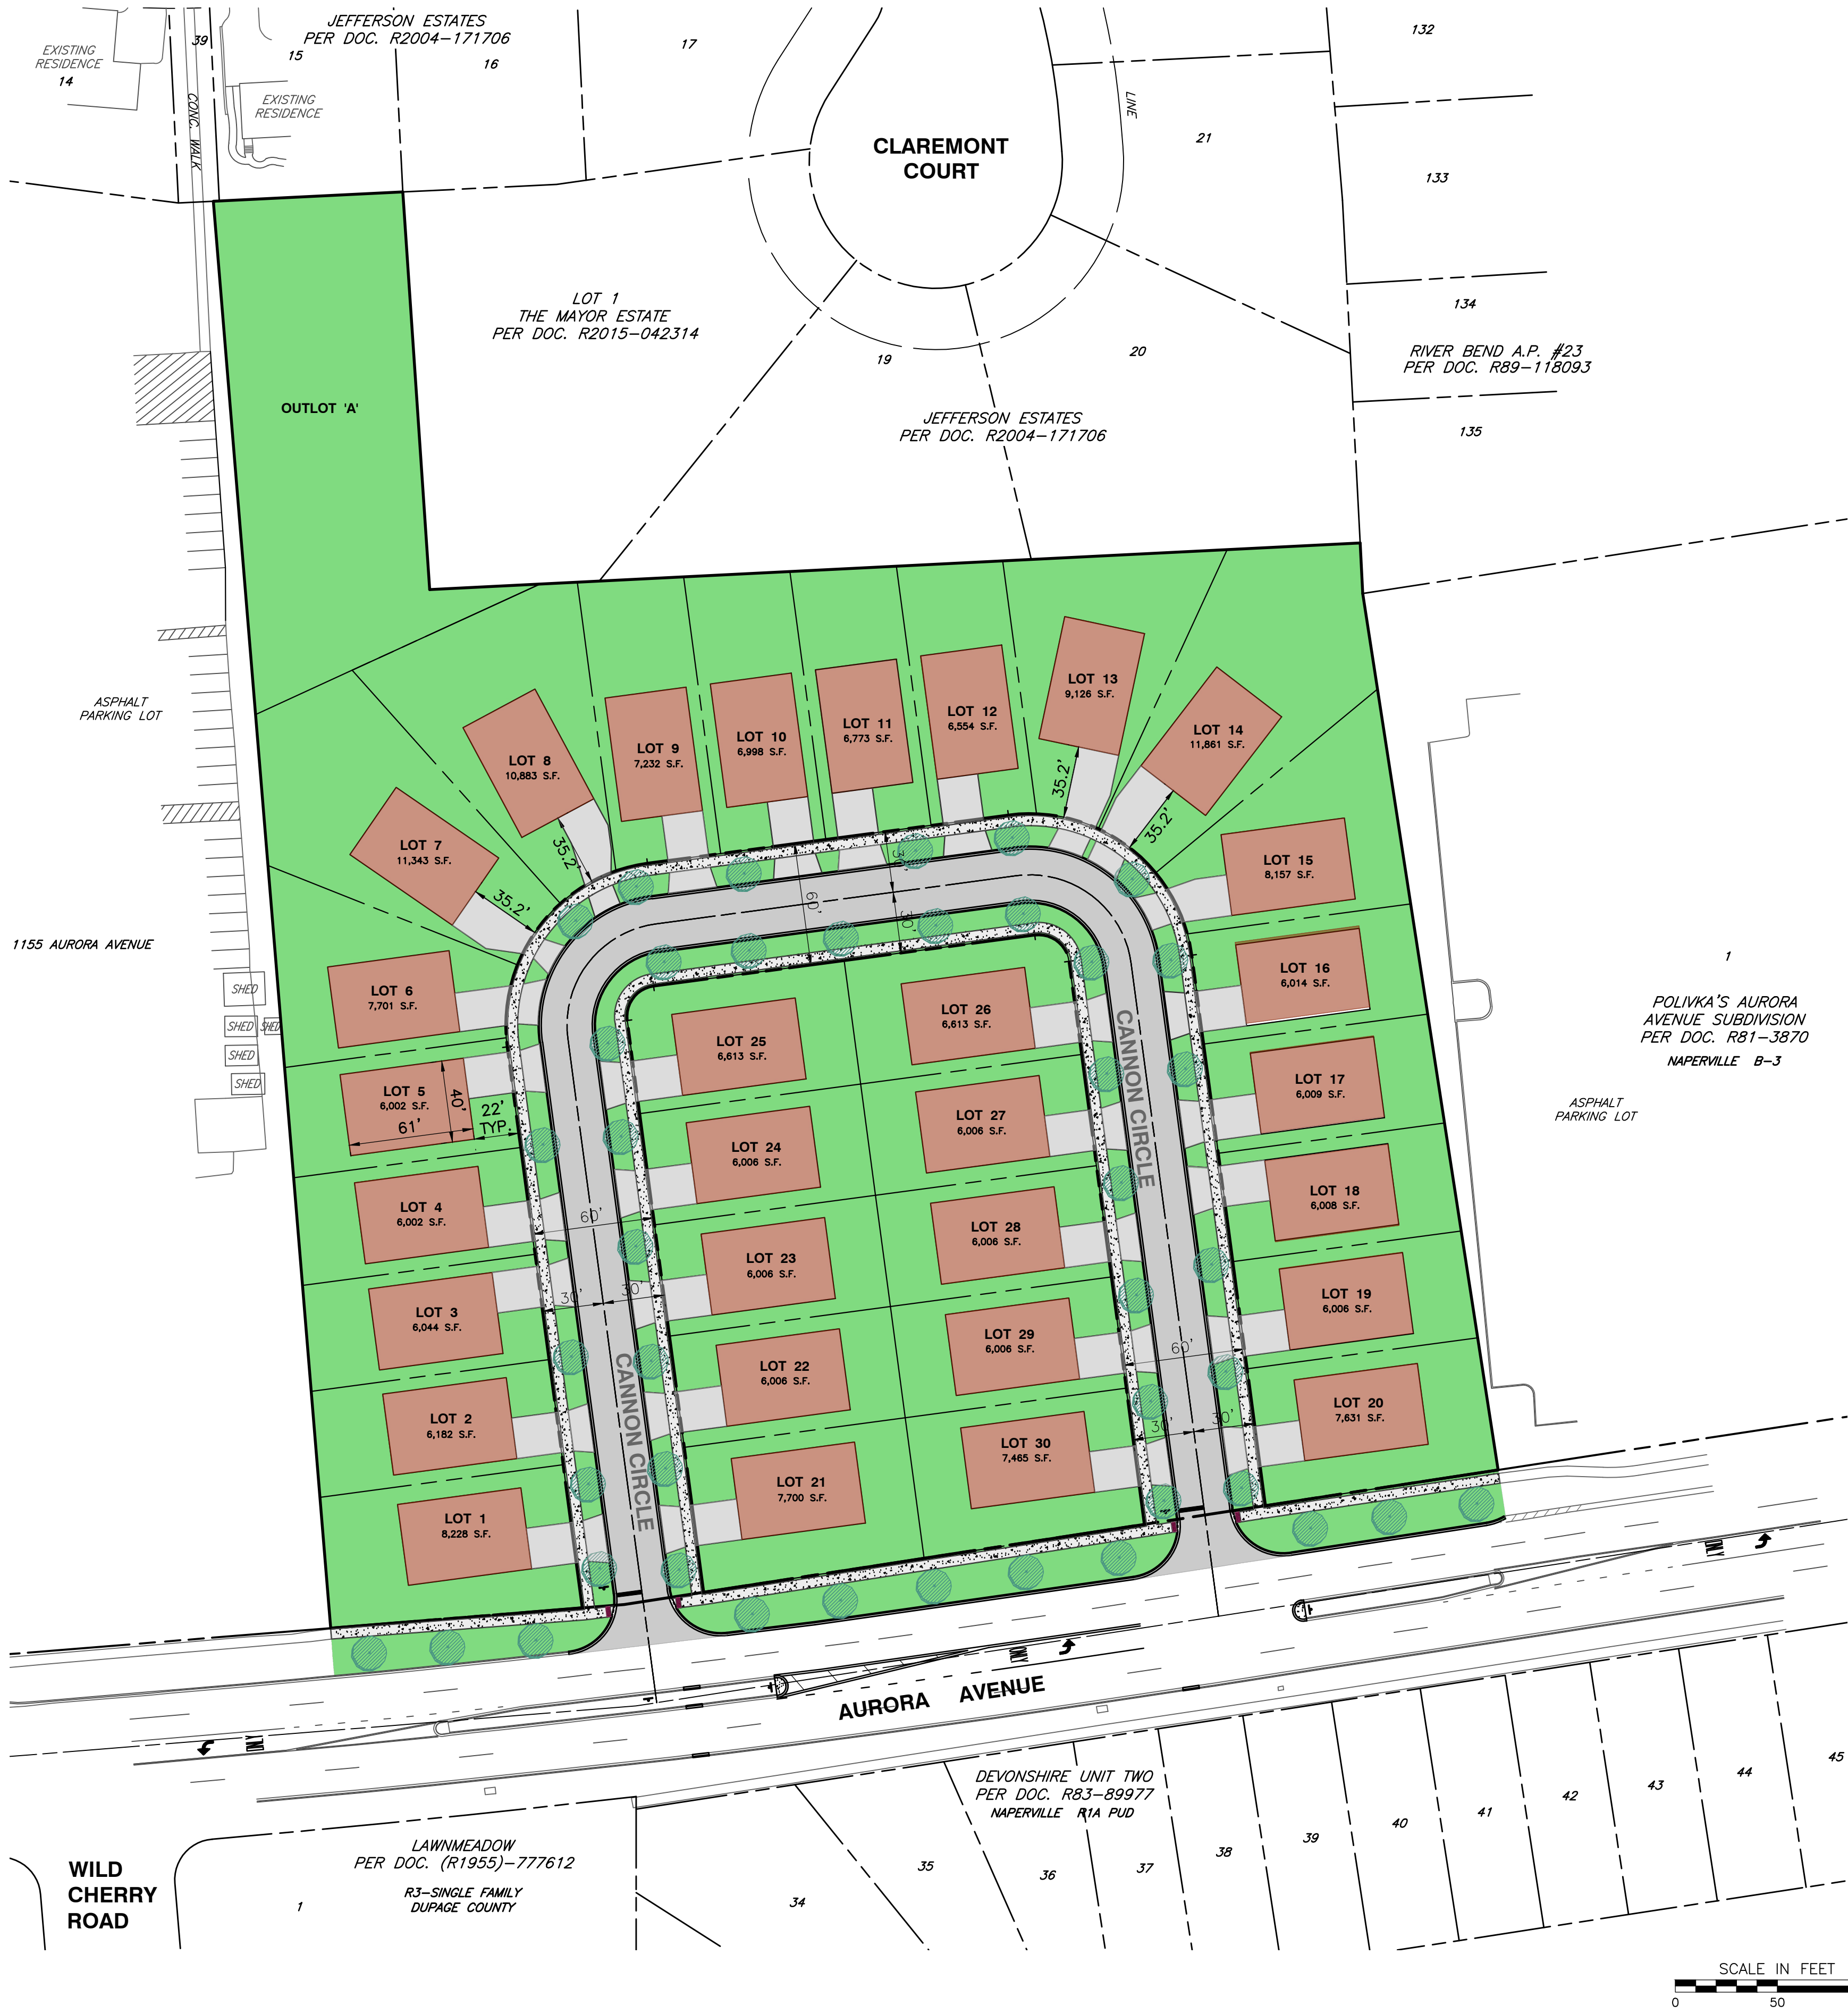 JEFFERSON ESTATES
PER DOC. R2004-171706
EXISTING
RESIDENCE
14
39
15
16
17
EXISTING
RESIDENCE
CONC. WALK
CLAREMONT
COURT
LINE
21
132
133
134
135
LOT 1
THE MAYOR ESTATE
PER DOC. R2015-042314
19
20
RIVER BEND A.P. #23
PER DOC. R89-118093
JEFFERSON ESTATES
PER DOC. R2004-171706
OUTLOT 'A'
ASPHALT
PARKING LOT
1155 AURORA AVENUE
SHED
SHED
SHED
SHED
SHED
LOT 13
9,126 S.F.
LOT 14
11,861 S.F.
LOT 12
6,554 S.F.
LOT 11
6,773 S.F.
LOT 10
6,998 S.F.
LOT 9
7,232 S.F.
LOT 8
10,883 S.F.
LOT 7
11,343 S.F.
35.2'
35.2'
35.2'
35.2'
LOT 15
8,157 S.F.
60'
30'
30'
LOT 6
7,701 S.F.
LOT 16
6,014 S.F.
LOT 26
6,613 S.F.
LOT 25
6,613 S.F.
LOT 5
6,002 S.F.
61'
40'
22'
TYP.
LOT 17
6,009 S.F.
LOT 27
6,006 S.F.
LOT 24
6,006 S.F.
CANNON CIRCLE
LOT 4
6,002 S.F.
60'
LOT 18
6,008 S.F.
LOT 28
6,006 S.F.
LOT 23
6,006 S.F.
LOT 3
6,044 S.F.
30'
30'
LOT 19
6,006 S.F.
LOT 29
6,006 S.F.
60'
LOT 22
6,006 S.F.
LOT 2
6,182 S.F.
CANNON CIRCLE
LOT 20
7,631 S.F.
30'
30'
LOT 30
7,465 S.F.
LOT 21
7,700 S.F.
LOT 1
8,228 S.F.
1
POLIVKA'S AURORA
AVENUE SUBDIVISION
PER DOC. R81-3870
NAPERVILLE B-3
ASPHALT
PARKING LOT
ONLY
ONLY
ONLY
AURORA AVENUE
DEVONSHIRE UNIT TWO
PER DOC. R83-89977
NAPERVILLE R1A PUD
LAWNMEADOW
PER DOC. (R1955)-777612
R3-SINGLE FAMILY
DUPAGE COUNTY
WILD
CHERRY
ROAD
1
34
35
36
37
38
39
40
41
42
43
44
45
SCALE IN FEET
0 50